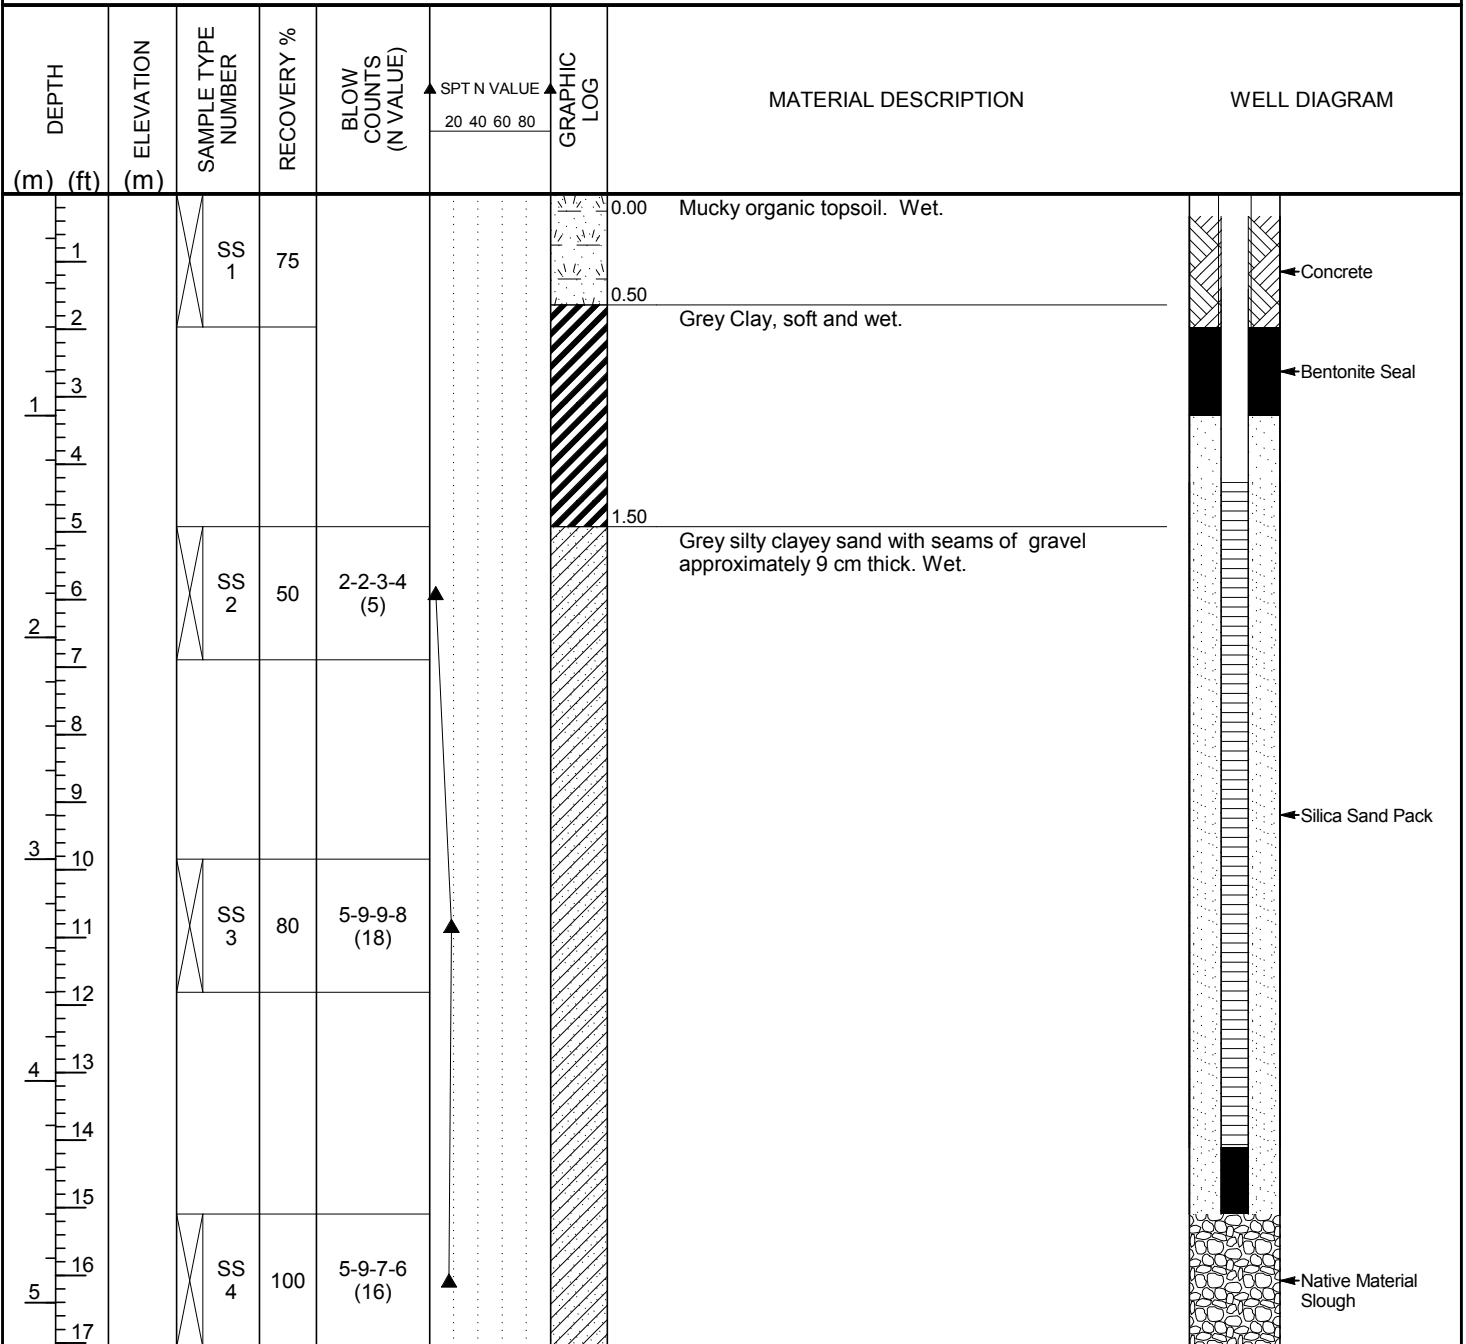 DEPTH
(m) (ft)
ELEVATION
(m)
SAMPLE TYPE
NUMBER
RECOVERY %
BLOW
COUNTS
(N VALUE)
SPT N VALUE
20 40 60 80
GRAPHIC
LOG
MATERIAL DESCRIPTION
WELL DIAGRAM
0.00 Mucky organic topsoil. Wet.
1
SS
1
75
Concrete
0.50
2
Grey Clay, soft and wet.
3
Bentonite Seal
1
4
5
1.50
Grey silty clayey sand with seams of gravel
approximately 9 cm thick. Wet.
6
SS
2
50
2-2-3-4
(5)
2
7
8
9
Silica Sand Pack
3
10
11
SS
3
80
5-9-9-8
(18)
12
4
13
14
15
16
SS
4
100
5-9-7-6
(16)
Native Material
Slough
5
17